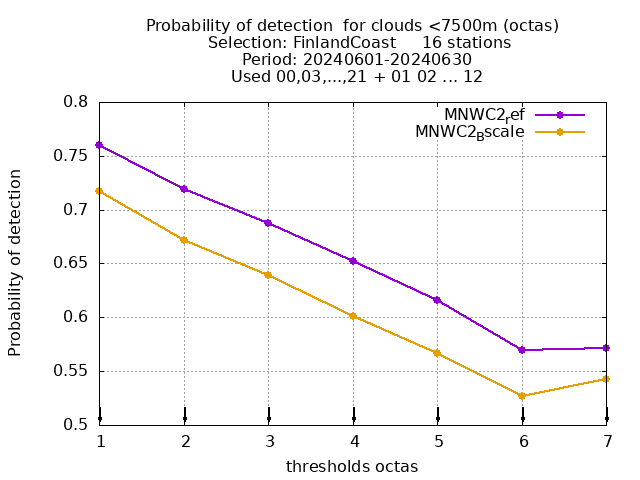 Probability of detection  for clouds <7500m (octas)
Selection: FinlandCoast     16 stations
Period: 20240601-20240630
Used 00,03,...,21 + 01 02 ... 12
MNWC2ref
MNWC2Bscale
Probability of detection
0.8
0.75
0.7
0.65
0.6
0.55
0.5
1 2 3 4 5 6 7
thresholds octas